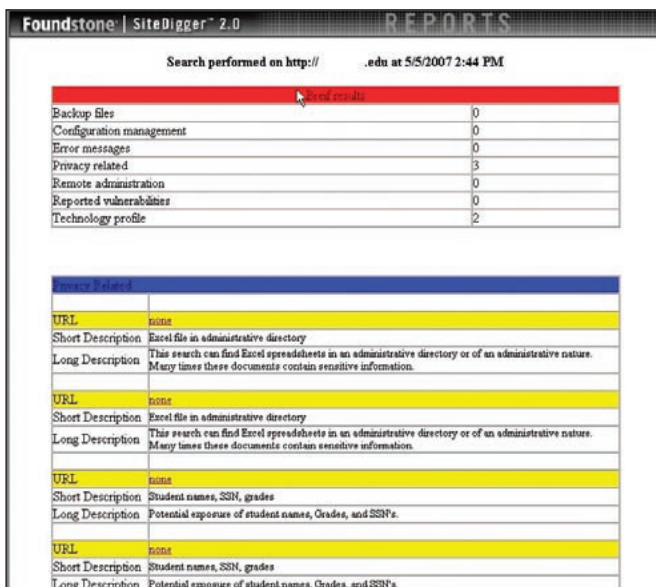 Foundstone | SiteDigger™ 2.0 REPORTS
Search performed on http:// .edu at 5/5/2007 2:44 PM
Brief results
Backup files 0
Configuration management 0
Error messages 0
Privacy related 3
Remote administration 0
Reported vulnerabilities 0
Technology profile 2
Privacy Related
URL none
Short Description Excel file in administrative directory
Long Description This search can find Excel spreadsheets in an administrative directory or of an administrative nature.
Many times these documents contain sensitive information.
URL none
Short Description Excel file in administrative directory
Long Description This search can find Excel spreadsheets in an administrative directory or of an administrative nature.
Many times these documents contain sensitive information.
URL none
Short Description Student names, SSN, grades
Long Description Potential exposure of student names, Grades, and SSN's.
URL none
Short Description Student names, SSN, grades
Long Description Potential exposure of student names, Grades, and SSN's.